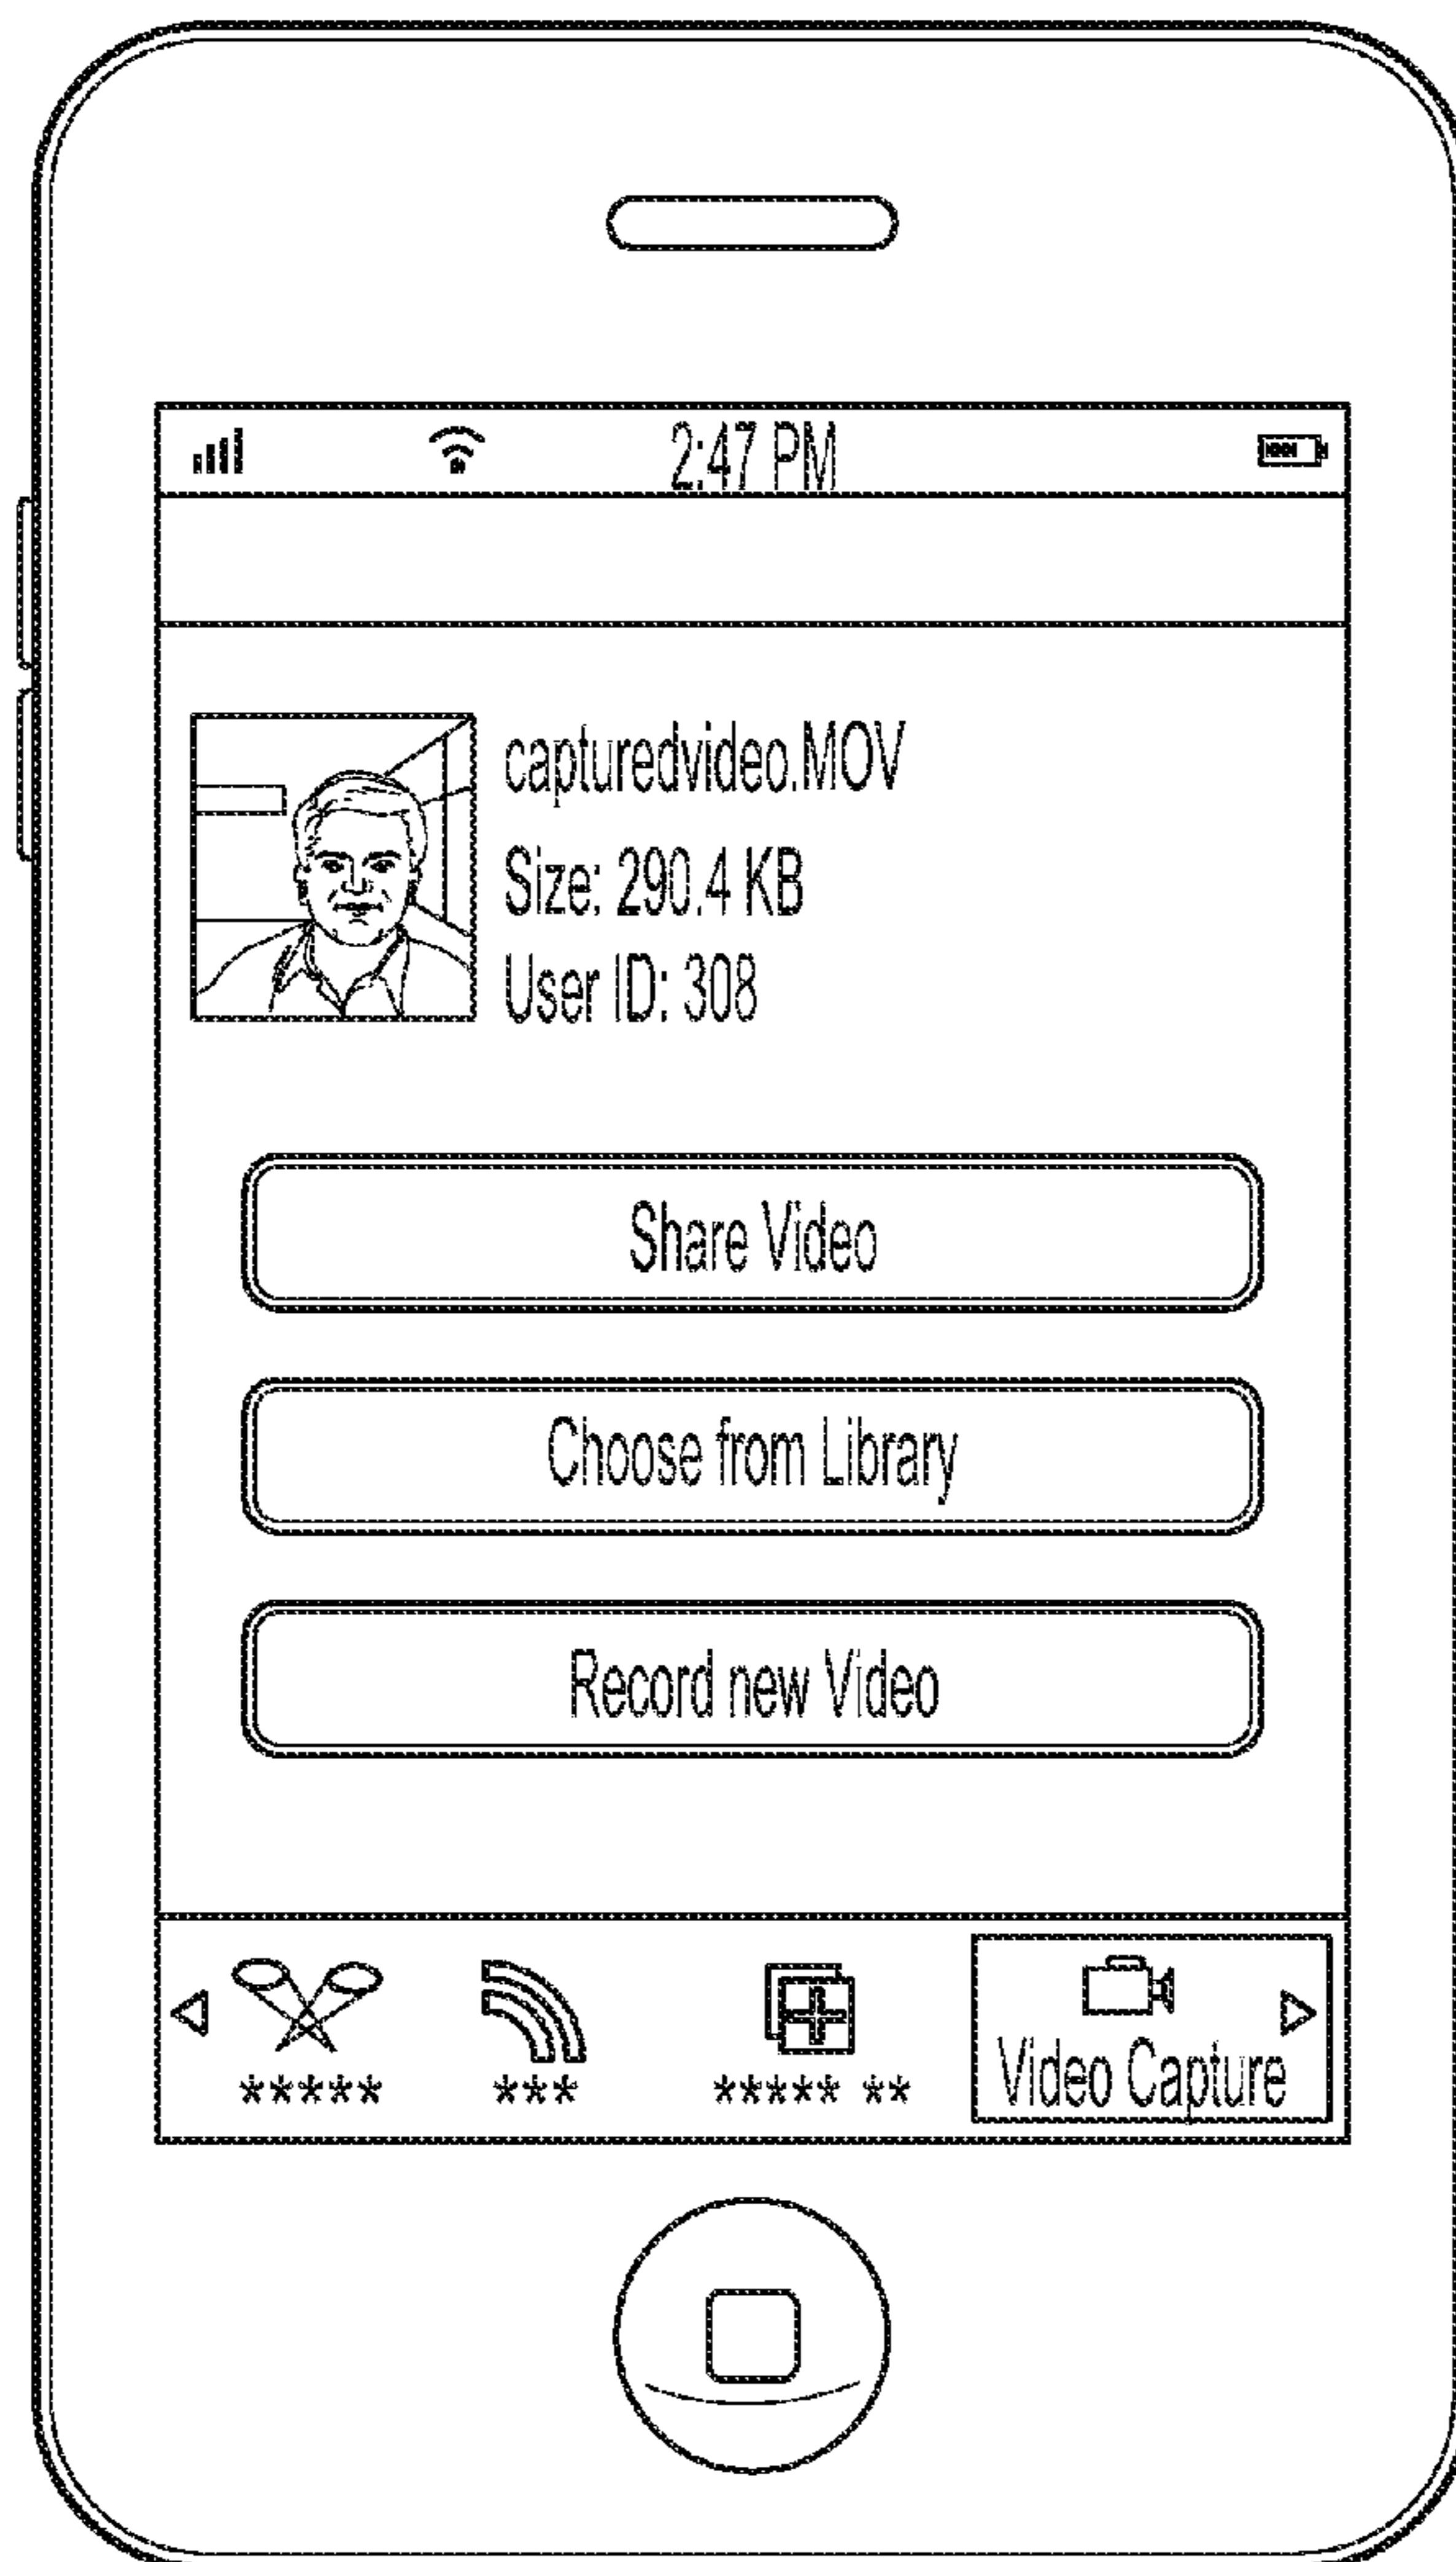 2:47 PM
capturedvideo.MOV
Size: 290.4 KB
User ID: 308
Share Video
Choose from Library
Record new Video
***** *** ***** ** Video Capture